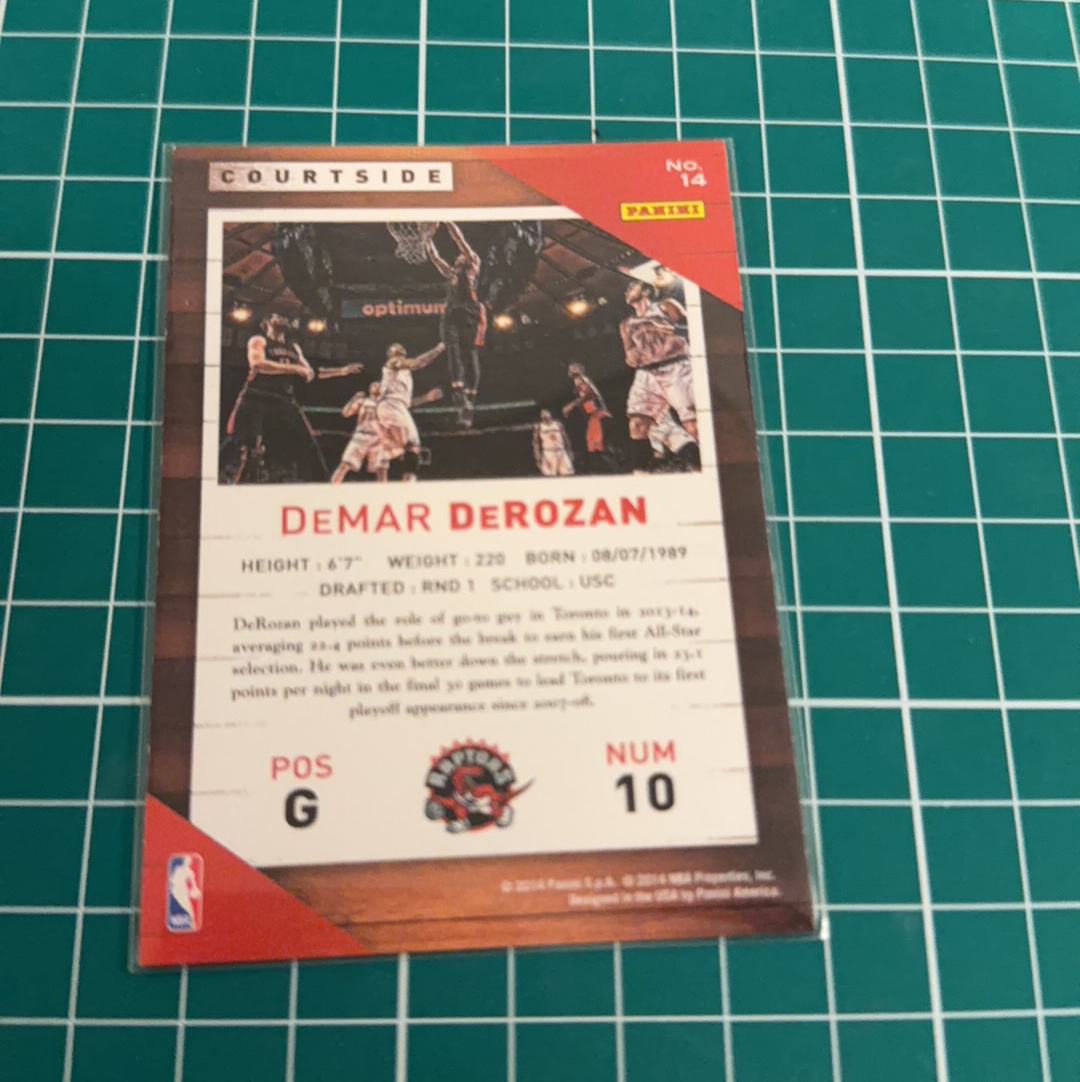 COURTSIDE
No.
14
PANINI
optimum
DEMAR DEROZAN
HEIGHT : 6'7" WEIGHT : 220 BORN : 08/07/1989
DRAFTED : RND 1 SCHOOL : USC
DeRozan played the role of go-to guy in Toronto in 2013-14,
averaging 22.4 points before the break to earn his first All-Star
selection. He was even better down the stretch, pouring in 23.1
points per night in the final 30 games to lead Toronto to its first
playoff appearance since 2007-08.
POS
G
RAPTORS
NUM
10
© 2014 Panini S.p.A. © 2014 NBA Properties, Inc.
Designed in the USA by Panini America.
NBA